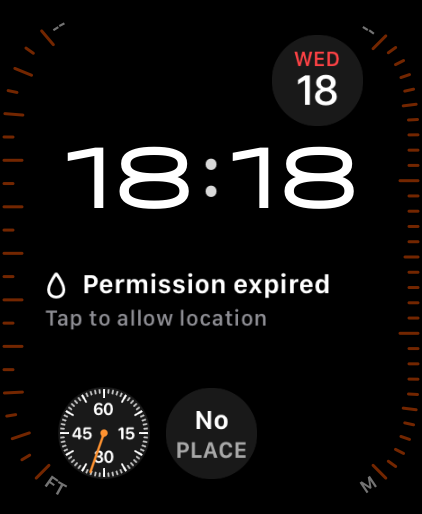 --
--
WED
18
18:18
Permission expired
Tap to allow location
60
45 15
30
No
PLACE
FT
M